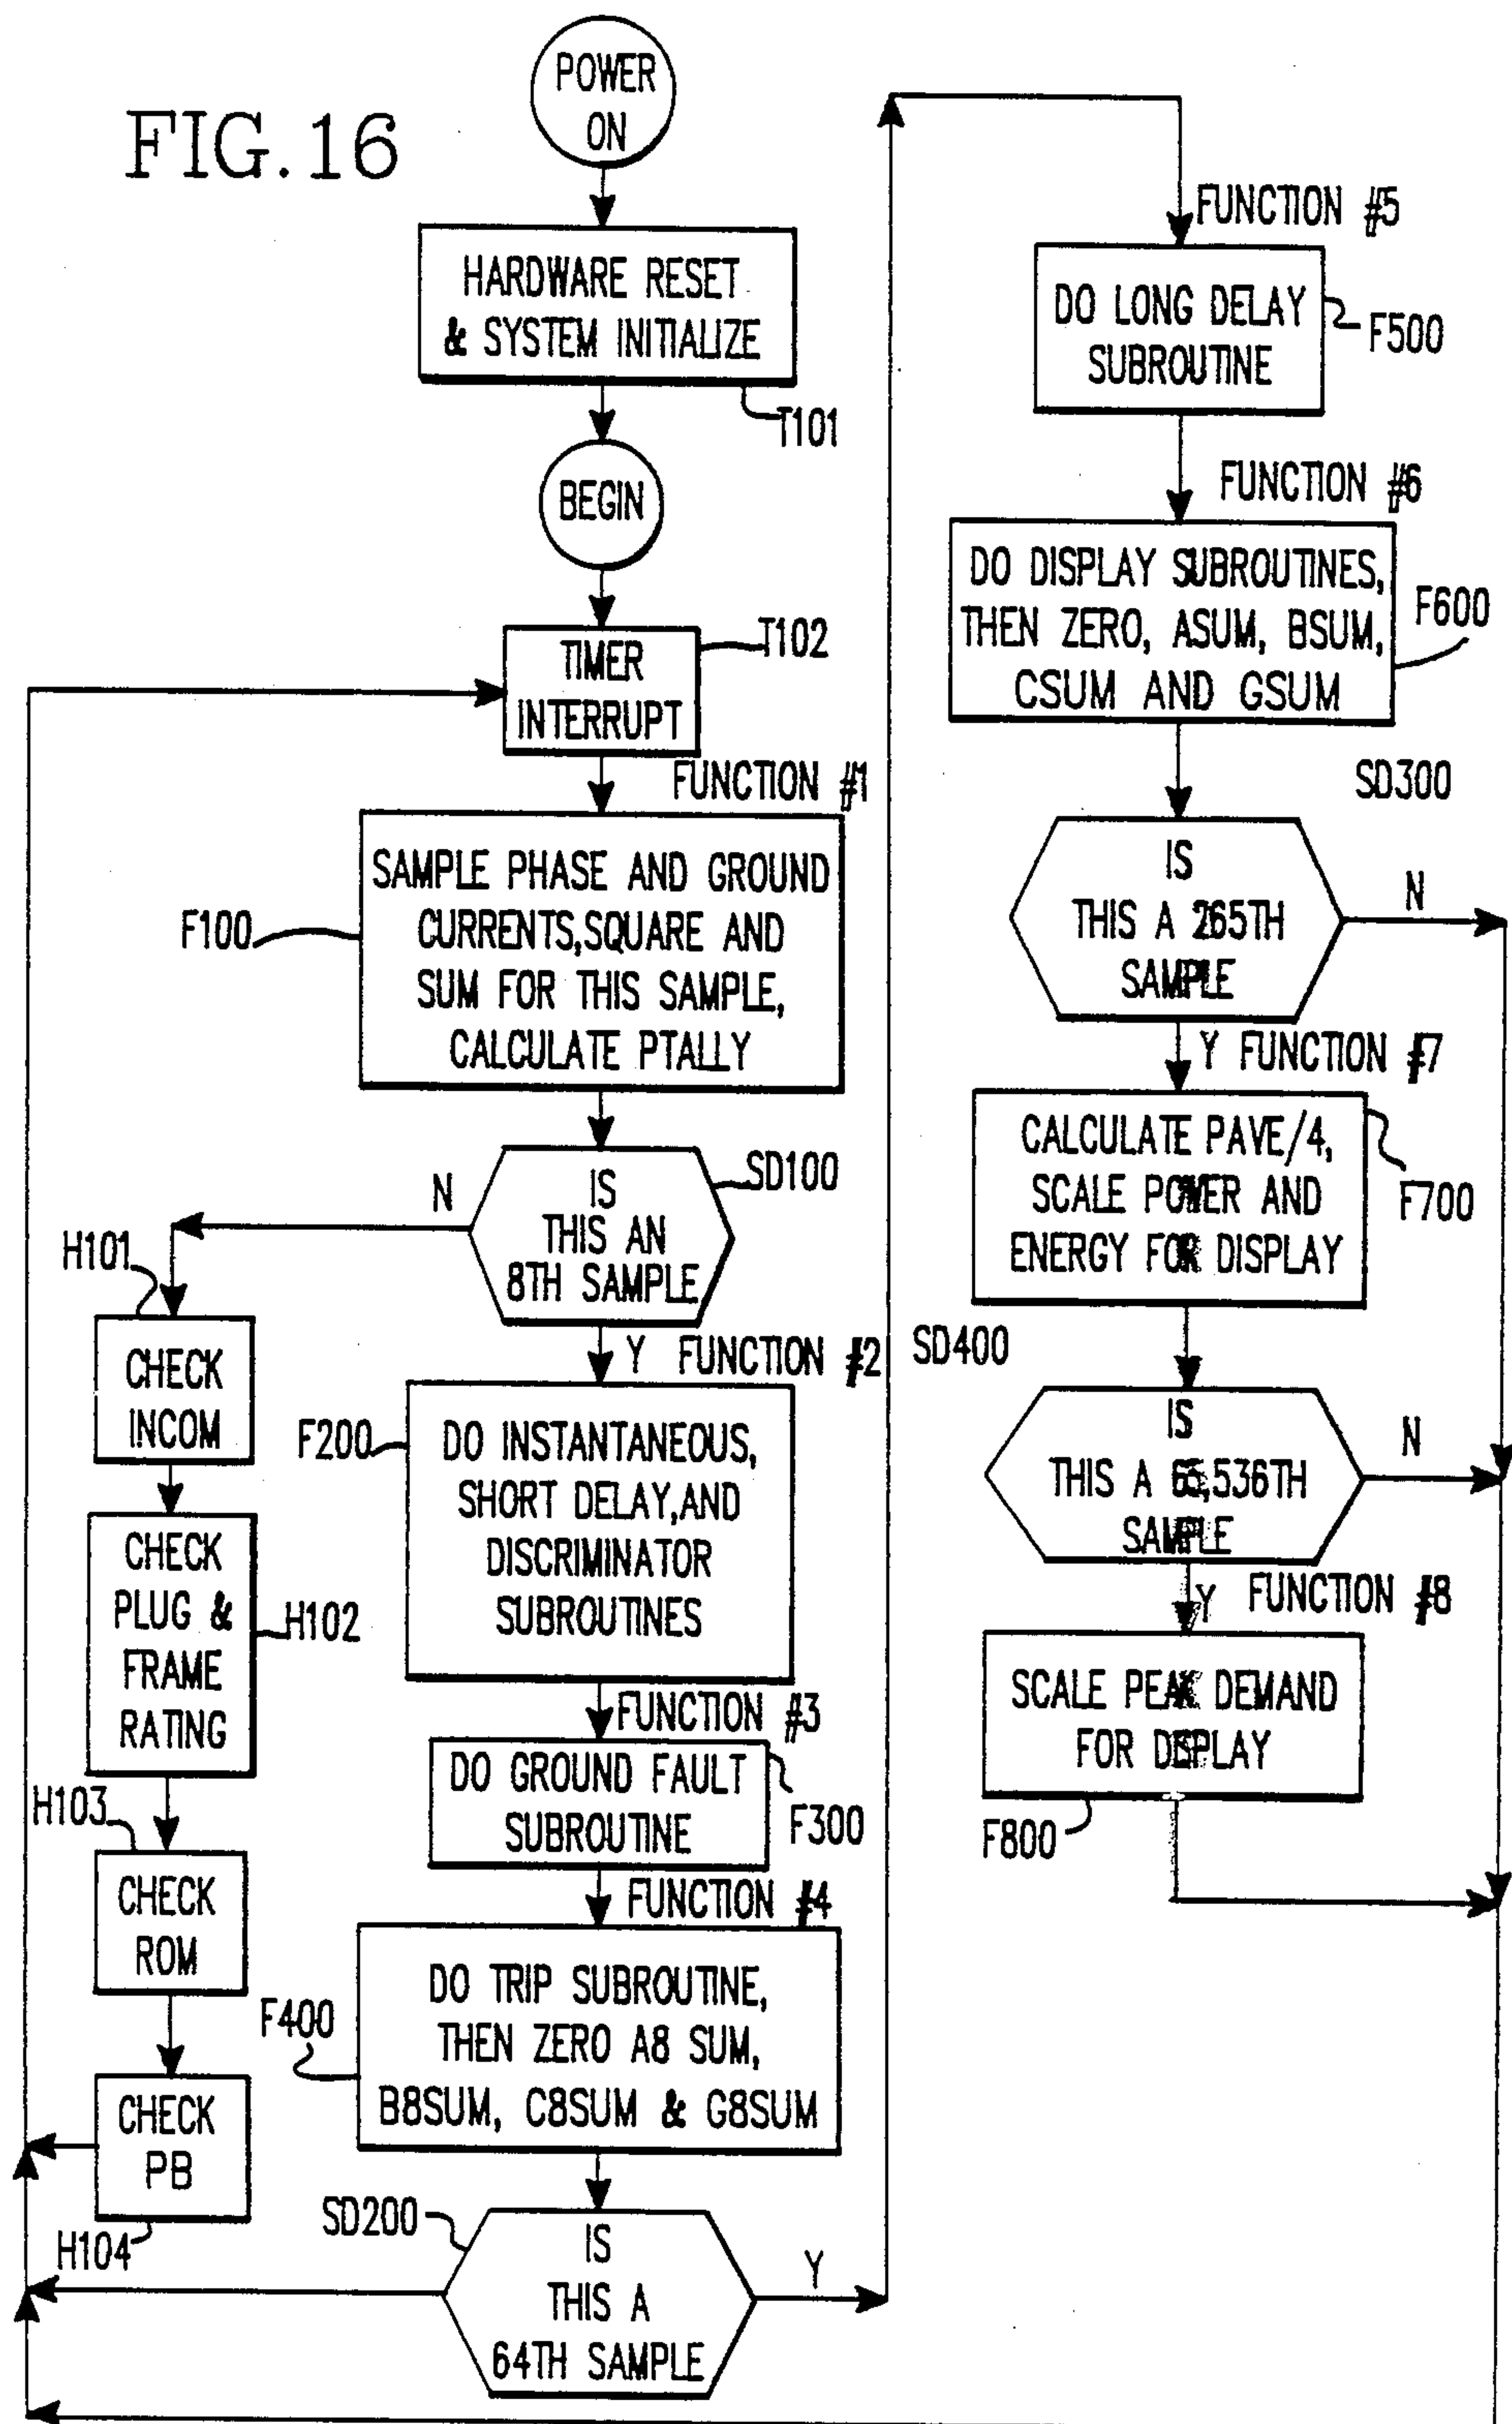 FIG. 16
POWER
ON
HARDWARE RESET
& SYSTEM INITIALIZE
T101
BEGIN
T102
TIMER
INTERRUPT
FUNCTION #1
SAMPLE PHASE AND GROUND
CURRENTS,SQUARE AND
SUM FOR THIS SAMPLE,
CALCULATE PTALLY
F100
SD100
N
IS
THIS AN
8TH SAMPLE
H101
CHECK
INCOM
CHECK
PLUG &
FRAME
RATING
H102
H103
CHECK
ROM
CHECK
PB
H104
Y FUNCTION #2
F200
DO INSTANTANEOUS,
SHORT DELAY,AND
DISCRIMINATOR
SUBROUTINES
FUNCTION #3
DO GROUND FAULT
SUBROUTINE
F300
FUNCTION #4
F400
DO TRIP SUBROUTINE,
THEN ZERO A8 SUM,
B8SUM, C8SUM & G8SUM
SD200
IS
THIS A
64TH SAMPLE
Y
FUNCTION #5
DO LONG DELAY
SUBROUTINE
F500
FUNCTION #6
DO DISPLAY SUBROUTINES,
THEN ZERO, ASUM, BSUM,
CSUM AND GSUM
F600
SD300
IS
THIS A 265TH
SAMPLE
N
Y FUNCTION #7
CALCULATE PAVE/4,
SCALE POWER AND
ENERGY FOR DISPLAY
F700
SD400
IS
THIS A 65,536TH
SAMPLE
N
Y FUNCTION #8
SCALE PEAK DEMAND
FOR DISPLAY
F800